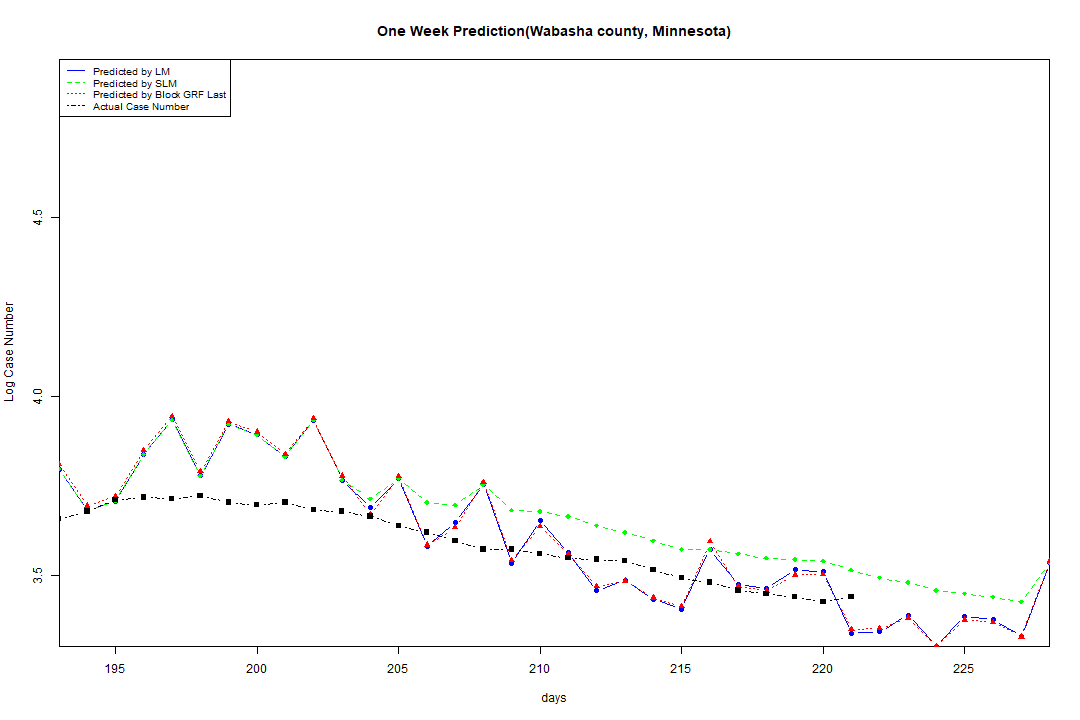 One Week Prediction(Wabasha county, Minnesota)
Predicted by LM
Predicted by SLM
Predicted by Block GRF Last
Actual Case Number
4.5
4.0
3.5
Log Case Number
195 200 205 210 215 220 225
days